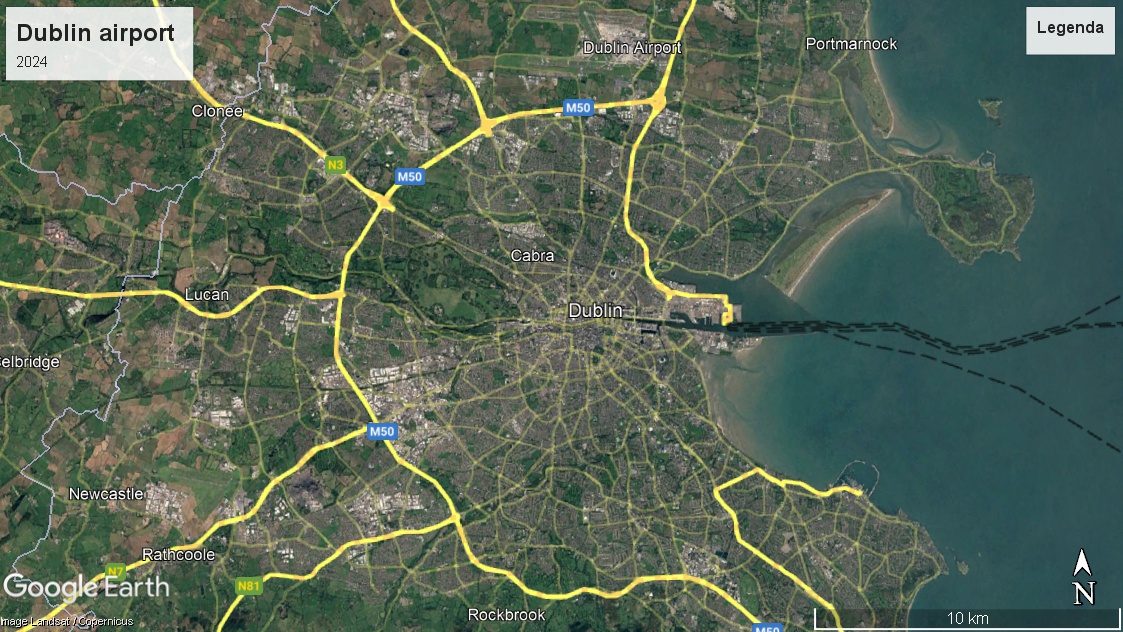 Dublin airport
2024
Legenda
Dublin Airport
Portmarnock
Clonee
M50
N3
M50
Cabra
Lucan
Dublin
elbridge
M50
Newcastle
Rathcoole
N7
N81
Google Earth
Rockbrook
N
10 km
mage Landsat / Copernicus
M50